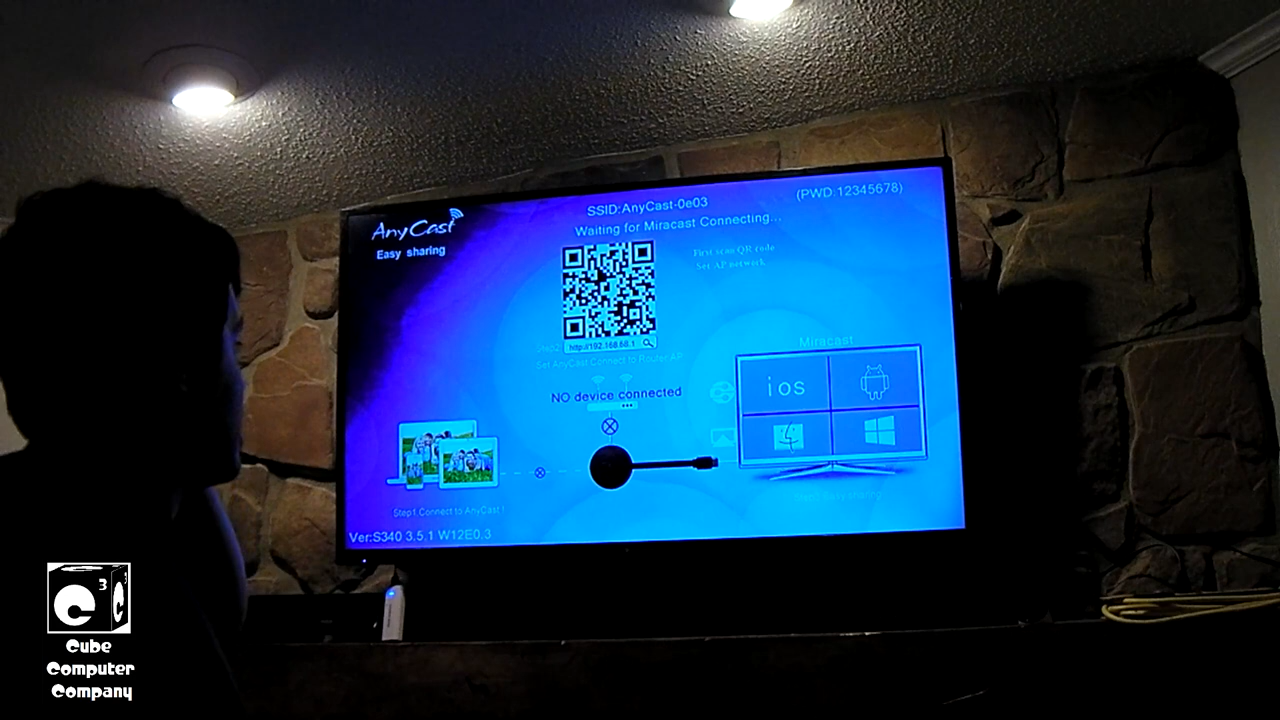 SSID:AnyCast-0e03
(PWD:12345678)
AnyCast
Easy sharing
Waiting for Miracast Connecting...
First scan QR code
Set AP network
Step2
http://192.168.68.1
Set AnyCast Connect to Router AP
Miracast
NO device connected
ios
Step1.Connect to AnyCast !
Ver:S340 3.5.1 W12E0.3
C3
Cube
Computer
Company